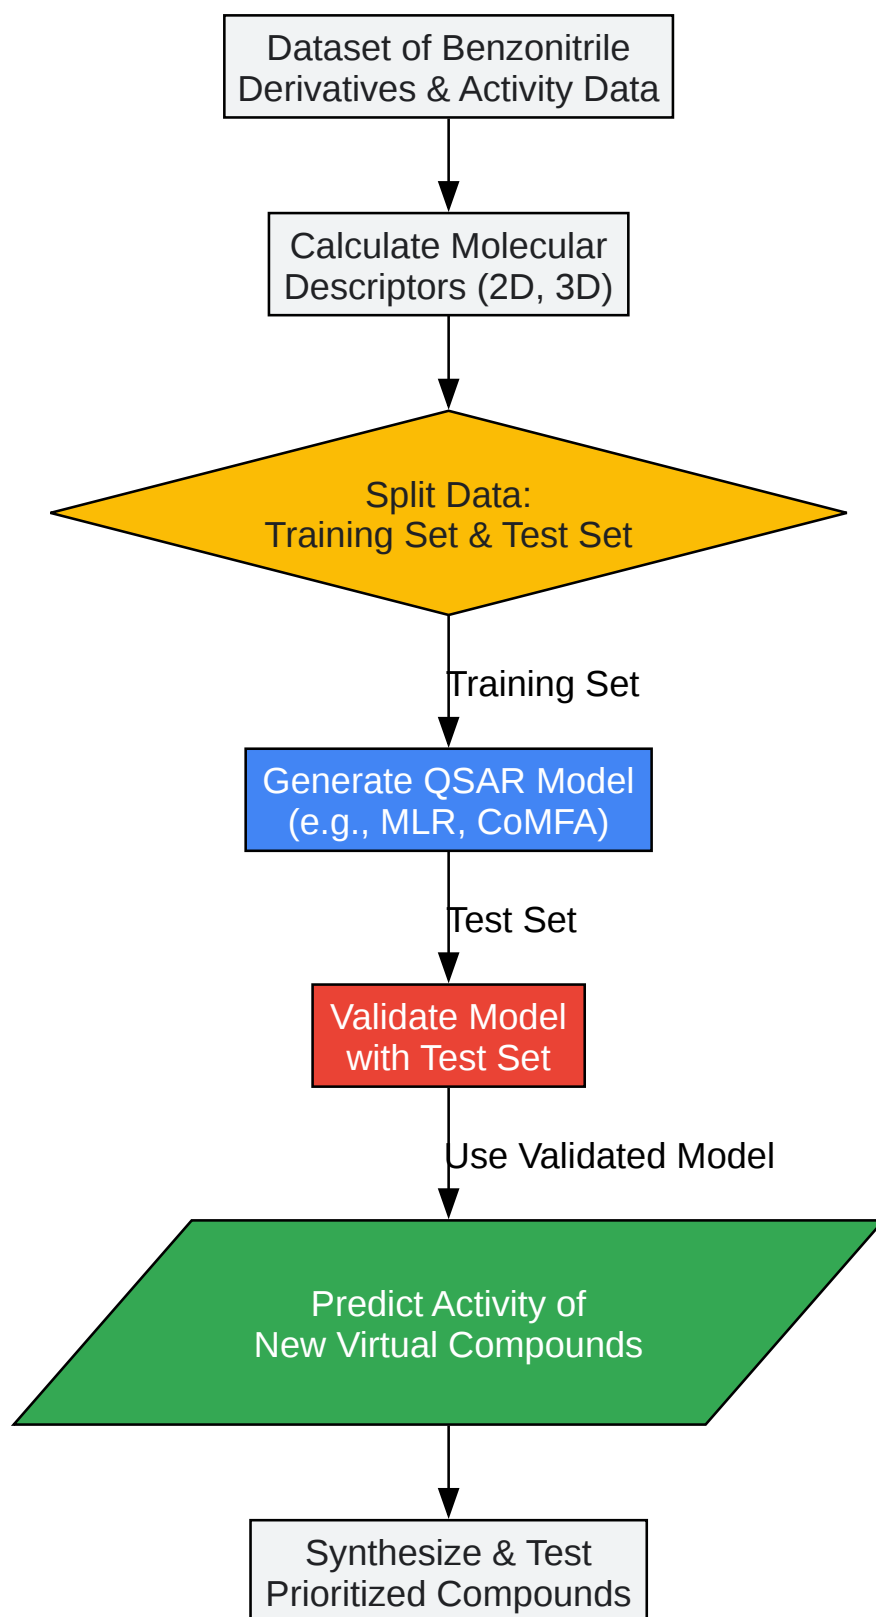 Dataset of Benzonitrile
Derivatives & Activity Data
Calculate Molecular
Descriptors (2D, 3D)
Split Data:
Training Set & Test Set
Training Set
Generate QSAR Model
(e.g., MLR, CoMFA)
Test Set
Validate Model
with Test Set
Use Validated Model
Predict Activity of
New Virtual Compounds
Synthesize & Test
Prioritized Compounds